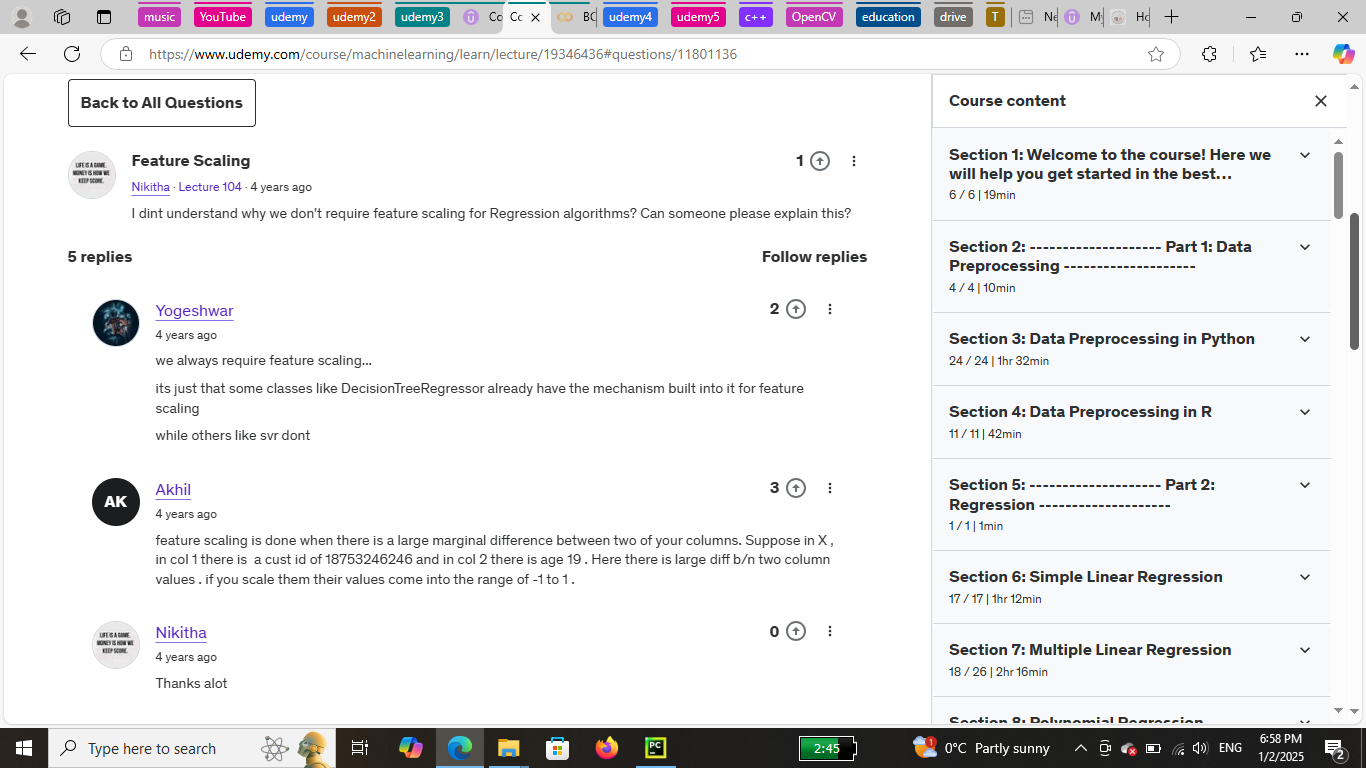 music
YouTube
udemy
udemy2
udemy3
Co
Cc
BC
udemy4
udemy5
c++
OpenCV
education
drive
T
Ne
My
Ho
https://www.udemy.com/course/machinelearning/learn/lecture/19346436#questions/11801136
Back to All Questions
Feature Scaling
1
Nikitha · Lecture 104 · 4 years ago
I dint understand why we don't require feature scaling for Regression algorithms? Can someone please explain this?
5 replies
Follow replies
Yogeshwar
2
4 years ago
we always require feature scaling...
its just that some classes like DecisionTreeRegressor already have the mechanism built into it for feature
scaling
while others like svr dont
AK
Akhil
3
4 years ago
feature scaling is done when there is a large marginal difference between two of your columns. Suppose in X ,
in col 1 there is a cust id of 18753246246 and in col 2 there is age 19 . Here there is large diff b/n two column
values . if you scale them their values come into the range of -1 to 1 .
LIFE IS A GAME.
MONEY IS HOW WE
KEEP SCORE.
Nikitha
0
4 years ago
Thanks alot
Course content
Section 1: Welcome to the course! Here we
will help you get started in the best...
6 / 6 | 19min
Section 2: -------------------- Part 1: Data
Preprocessing --------------------
4 / 4 | 10min
Section 3: Data Preprocessing in Python
24 / 24 | 1hr 32min
Section 4: Data Preprocessing in R
11 / 11 | 42min
Section 5: -------------------- Part 2:
Regression --------------------
1 / 1 | 1min
Section 6: Simple Linear Regression
17 / 17 | 1hr 12min
Section 7: Multiple Linear Regression
18 / 26 | 2hr 16min
Section 8: Polynomial Regression
Type here to search
PC
2:45
1
0°C Partly sunny
ENG
6:58 PM
1/2/2025
2